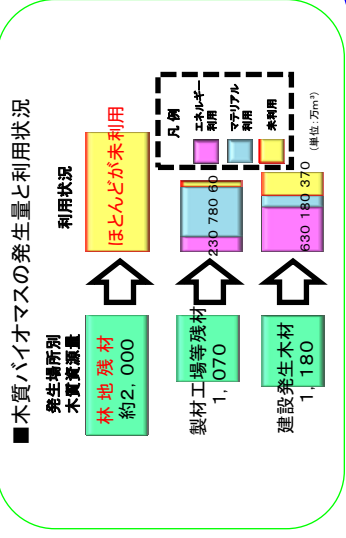 ■木質バイオマスの発生量と利用状況
発生場所別
木質資源量
利用状況
林地残材
約2,000
ほとんどが未利用
製材工場等残材
1,070
230 780 60
建設発生木材
1,180
630 180 370
凡例
エネルギー
利用
マテリアル
利用
未利用
(単位:万m³)